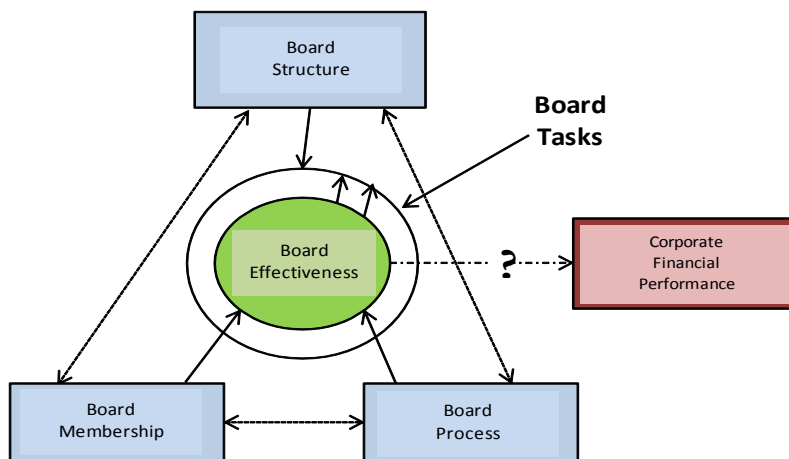 Board
Structure
Board
Tasks
Board
Effectiveness
?
Corporate
Financial
Performance
Board
Membership
Board
Process